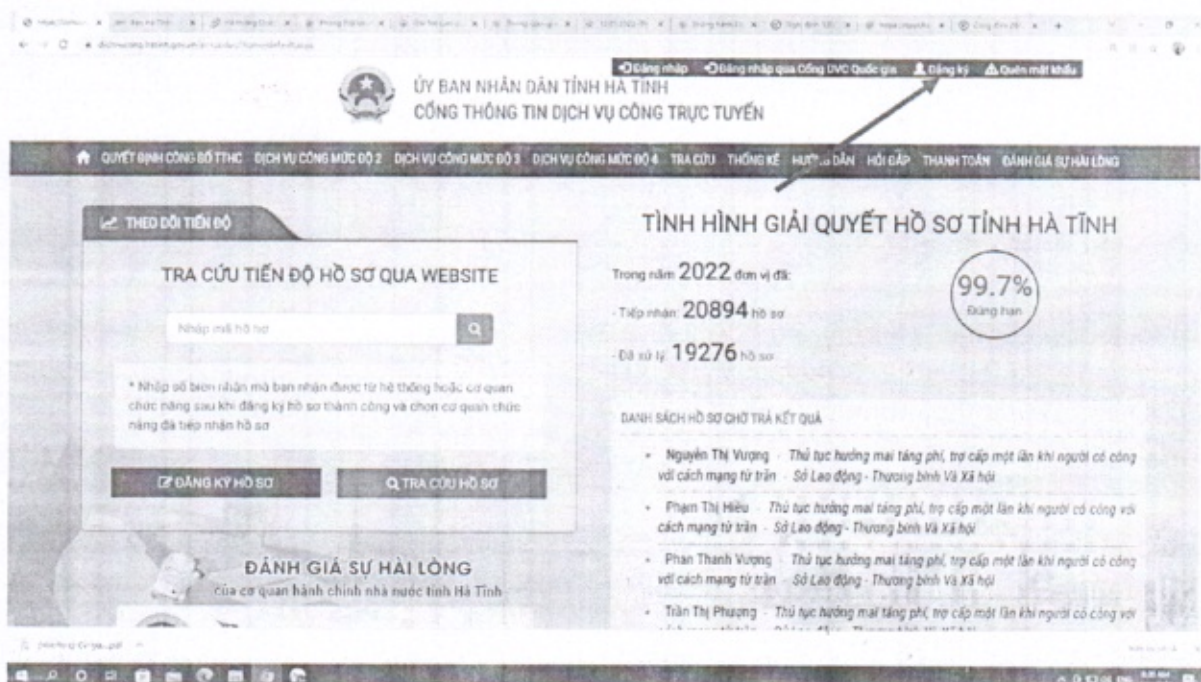 Đăng nhập Đăng nhập qua Cổng DVC Quốc gia Đăng ký Quên mật khẩu
ỦY BAN NHÂN DÂN TỈNH HÀ TĨNH
CỔNG THÔNG TIN DỊCH VỤ CÔNG TRỰC TUYẾN
QUYẾT ĐỊNH CÔNG BỐ TTHC DỊCH VỤ CÔNG MỨC ĐỘ 2 DỊCH VỤ CÔNG MỨC ĐỘ 3 DỊCH VỤ CÔNG MỨC ĐỘ 4 TRA CỨU THỐNG KÊ HƯỚNG DẪN HỎI ĐÁP THANH TOÁN ĐÁNH GIÁ SỰ HÀI LÒNG
THEO DÕI TIẾN ĐỘ
TRA CỨU TIẾN ĐỘ HỒ SƠ QUA WEBSITE
Nhập mã hồ sơ
* Nhập số biên nhận mà bạn nhận được từ hệ thống hoặc cơ quan
chức năng sau khi đăng ký hồ sơ thành công và chọn cơ quan chức
năng đã tiếp nhận hồ sơ
ĐĂNG KÝ HỒ SƠ TRA CỨU HỒ SƠ
ĐÁNH GIÁ SỰ HÀI LÒNG
của cơ quan hành chính nhà nước tỉnh Hà Tĩnh
TÌNH HÌNH GIẢI QUYẾT HỒ SƠ TỈNH HÀ TĨNH
Trong năm 2022 đơn vị đã:
- Tiếp nhận: 20894 hồ sơ
- Đã xử lý: 19276 hồ sơ
99.7%
Đúng hạn
DANH SÁCH HỒ SƠ CHỜ TRẢ KẾT QUẢ
Nguyễn Thị Vượng - Thủ tục hưởng mai táng phí, trợ cấp một lần khi người có công
với cách mạng từ trần - Sở Lao động - Thương binh Và Xã hội
Phạm Thị Hiếu - Thủ tục hưởng mai táng phí, trợ cấp một lần khi người có công với
cách mạng từ trần - Sở Lao động - Thương binh Và Xã hội
Phan Thanh Vượng - Thủ tục hưởng mai táng phí, trợ cấp một lần khi người có công
với cách mạng từ trần - Sở Lao động - Thương binh Và Xã hội
Trần Thị Phương - Thủ tục hưởng mai táng phí, trợ cấp một lần khi người có công với